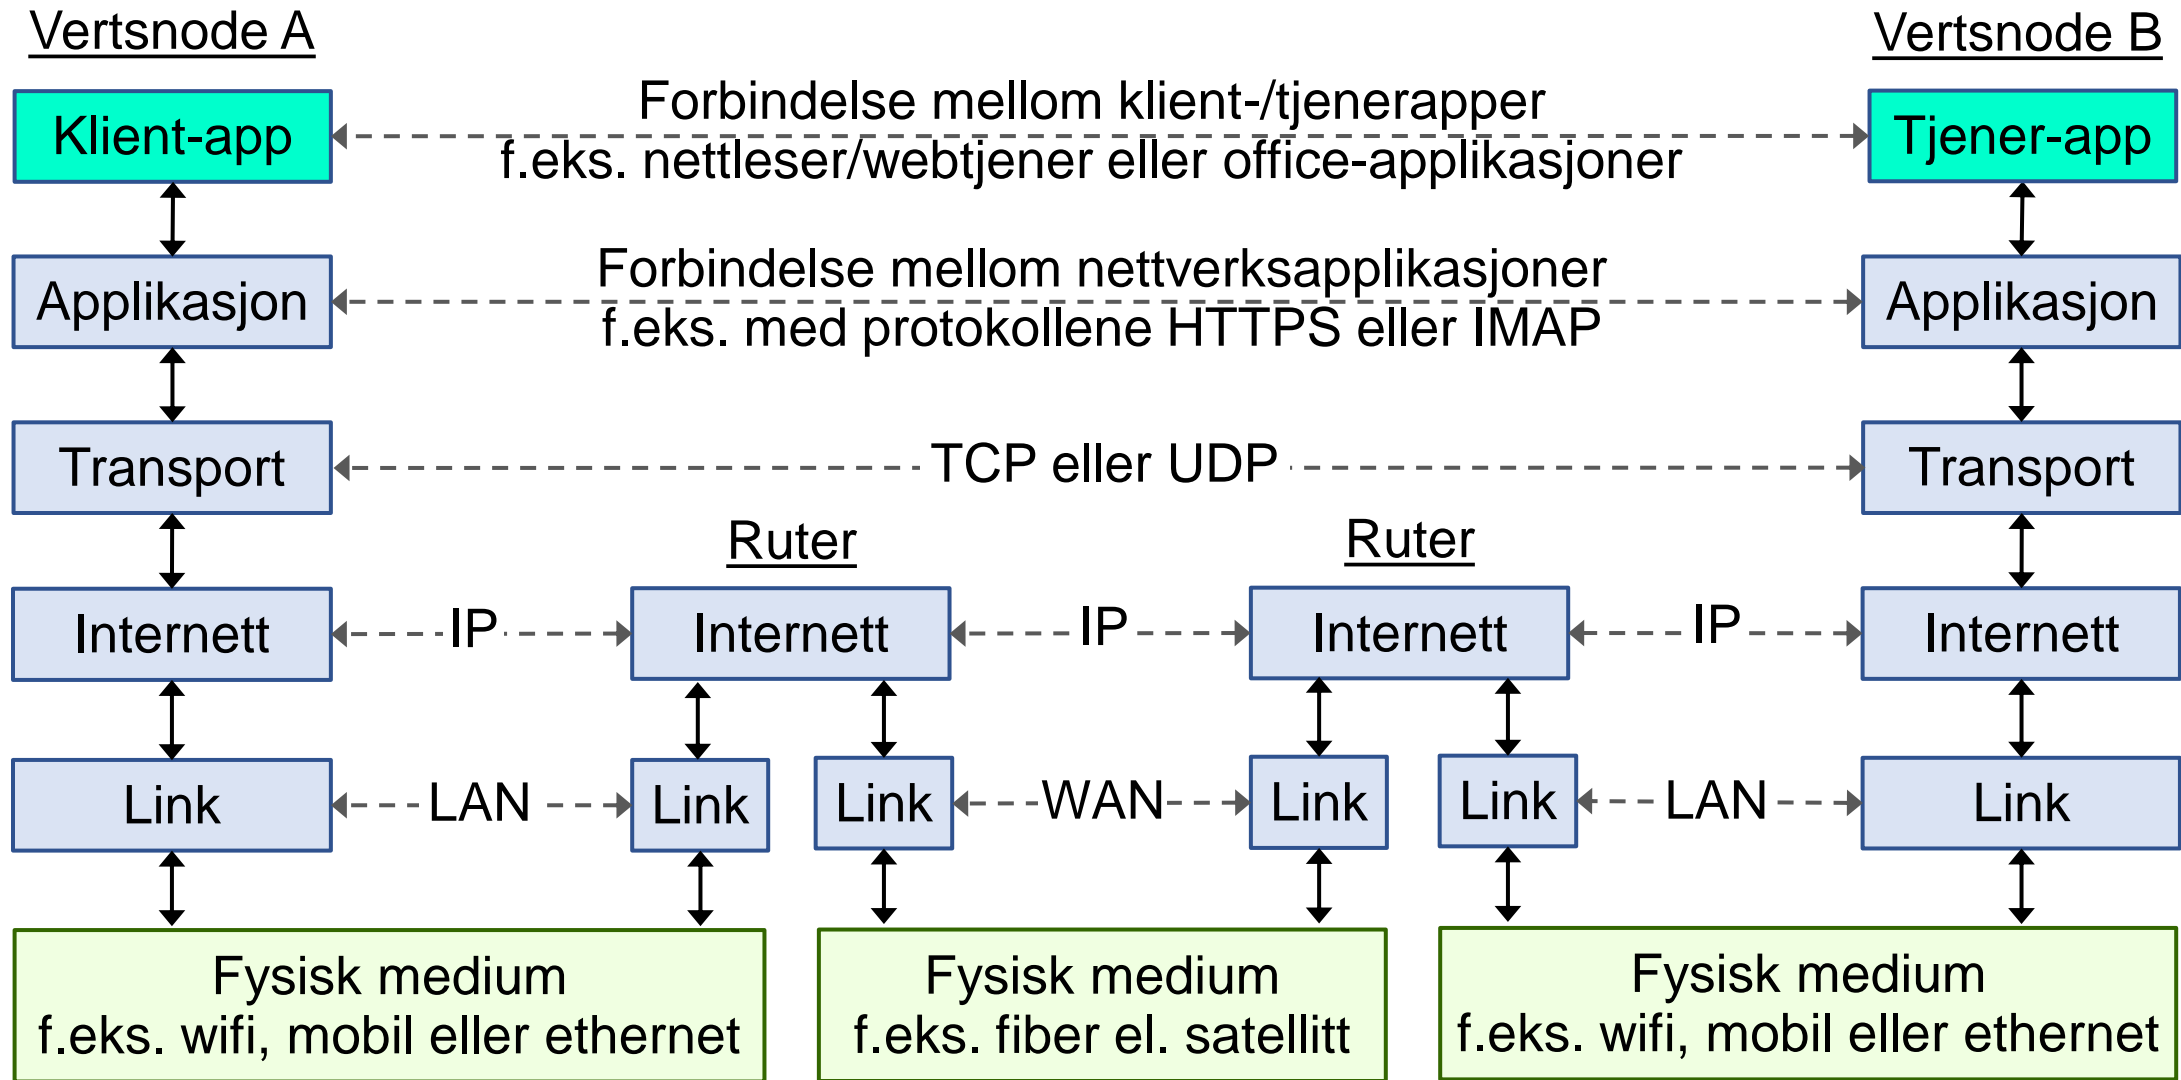 Vertsnode A
Vertsnode B
Klient-app
Forbindelse mellom klient-/tjenerapper
f.eks. nettleser/webtjener eller office-applikasjoner
Tjener-app
Applikasjon
Forbindelse mellom nettverksapplikasjoner
f.eks. med protokollene HTTPS eller IMAP
Applikasjon
Transport
TCP eller UDP
Transport
Ruter
Ruter
Internett
IP
Internett
IP
Internett
IP
Internett
Link
LAN
Link
Link
WAN
Link
Link
LAN
Link
Fysisk medium
f.eks. wifi, mobil eller ethernet
Fysisk medium
f.eks. fiber el. satellitt
Fysisk medium
f.eks. wifi, mobil eller ethernet